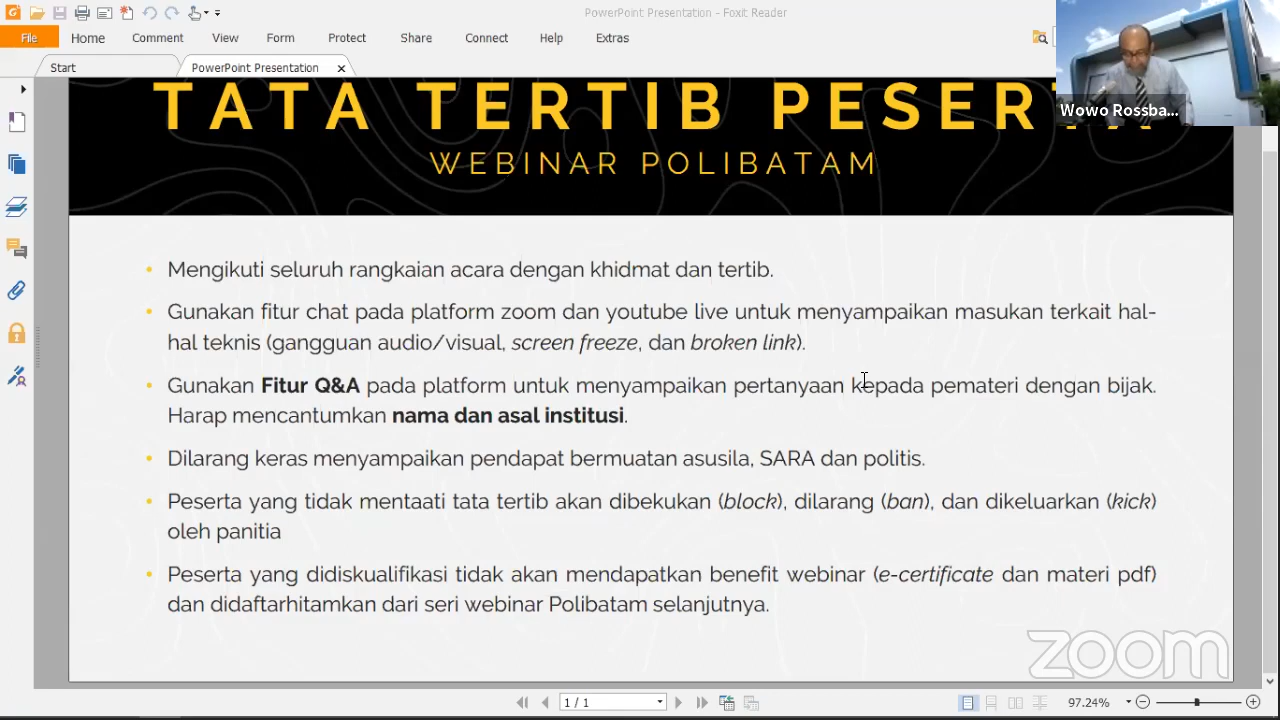 PowerPoint Presentation - Foxit Reader
File Home Comment View Form Protect Share Connect Help Extras
Start PowerPoint Presentation
Wowo Rossba...
TATA TERTIB PESERTA
WEBINAR POLIBATAM
• Mengikuti seluruh rangkaian acara dengan khidmat dan tertib.
• Gunakan fitur chat pada platform zoom dan youtube live untuk menyampaikan masukan terkait hal-
hal teknis (gangguan audio/visual, screen freeze, dan broken link).
• Gunakan Fitur Q&A pada platform untuk menyampaikan pertanyaan kepada pemateri dengan bijak.
Harap mencantumkan nama dan asal institusi.
• Dilarang keras menyampaikan pendapat bermuatan asusila, SARA dan politis.
• Peserta yang tidak mentaati tata tertib akan dibekukan (block), dilarang (ban), dan dikeluarkan (kick)
oleh panitia
• Peserta yang didiskualifikasi tidak akan mendapatkan benefit webinar (e-certificate dan materi pdf)
dan didaftarhitamkan dari seri webinar Polibatam selanjutnya.
zoom
1 / 1
97.24%